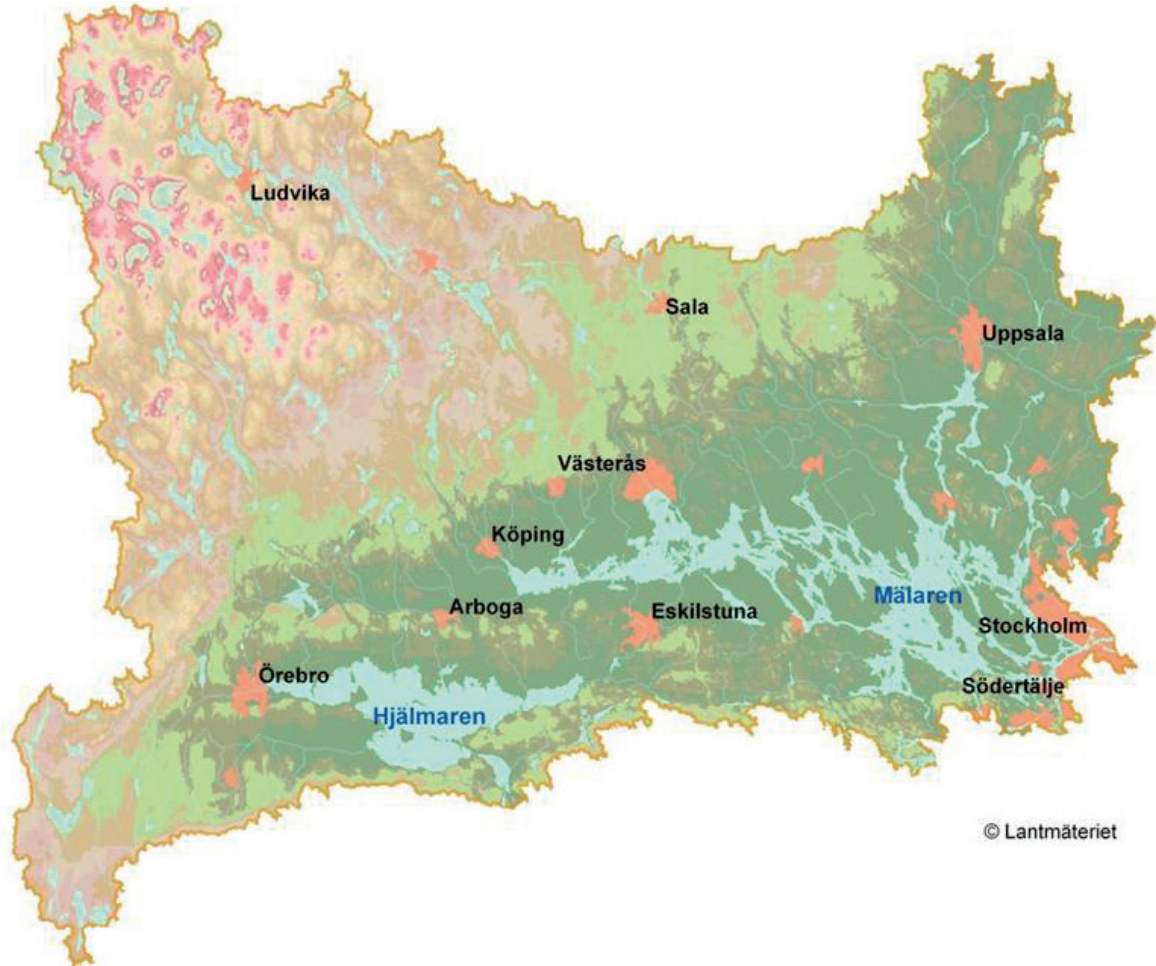 Ludvika
Sala
Uppsala
Västerås
Köping
Mälaren
Arboga
Eskilstuna
Stockholm
Örebro
Södertälje
Hjälmaren
© Lantmäteriet